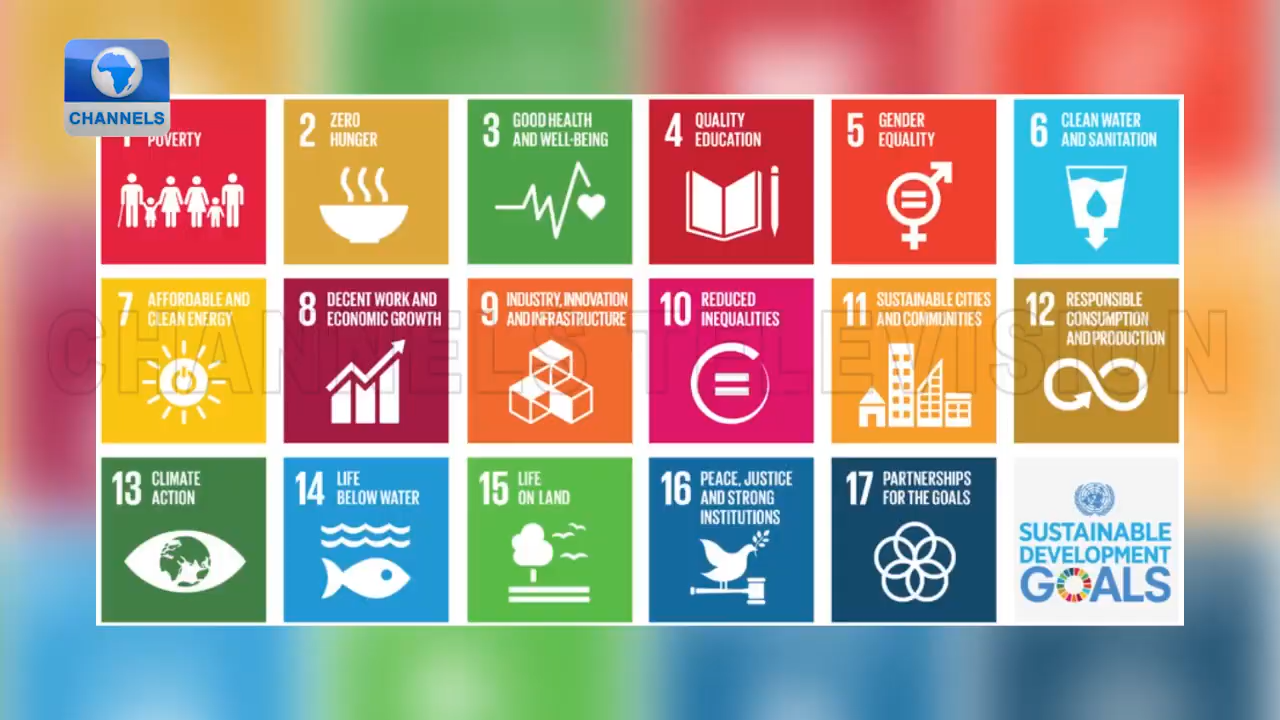 CHANNELS
1
POVERTY
2 ZERO
HUNGER
3 GOOD HEALTH
AND WELL-BEING
4 QUALITY
EDUCATION
5 GENDER
EQUALITY
6 CLEAN WATER
AND SANITATION
7 AFFORDABLE AND
CLEAN ENERGY
8 DECENT WORK AND
ECONOMIC GROWTH
9 INDUSTRY, INNOVATION
AND INFRASTRUCTURE
10 REDUCED
INEQUALITIES
11 SUSTAINABLE CITIES
AND COMMUNITIES
12 RESPONSIBLE
CONSUMPTION
AND PRODUCTION
CHANNELS TELEVISION
13 CLIMATE
ACTION
14 LIFE
BELOW WATER
15 LIFE
ON LAND
16 PEACE, JUSTICE
AND STRONG
INSTITUTIONS
17 PARTNERSHIPS
FOR THE GOALS
SUSTAINABLE
DEVELOPMENT
GOALS